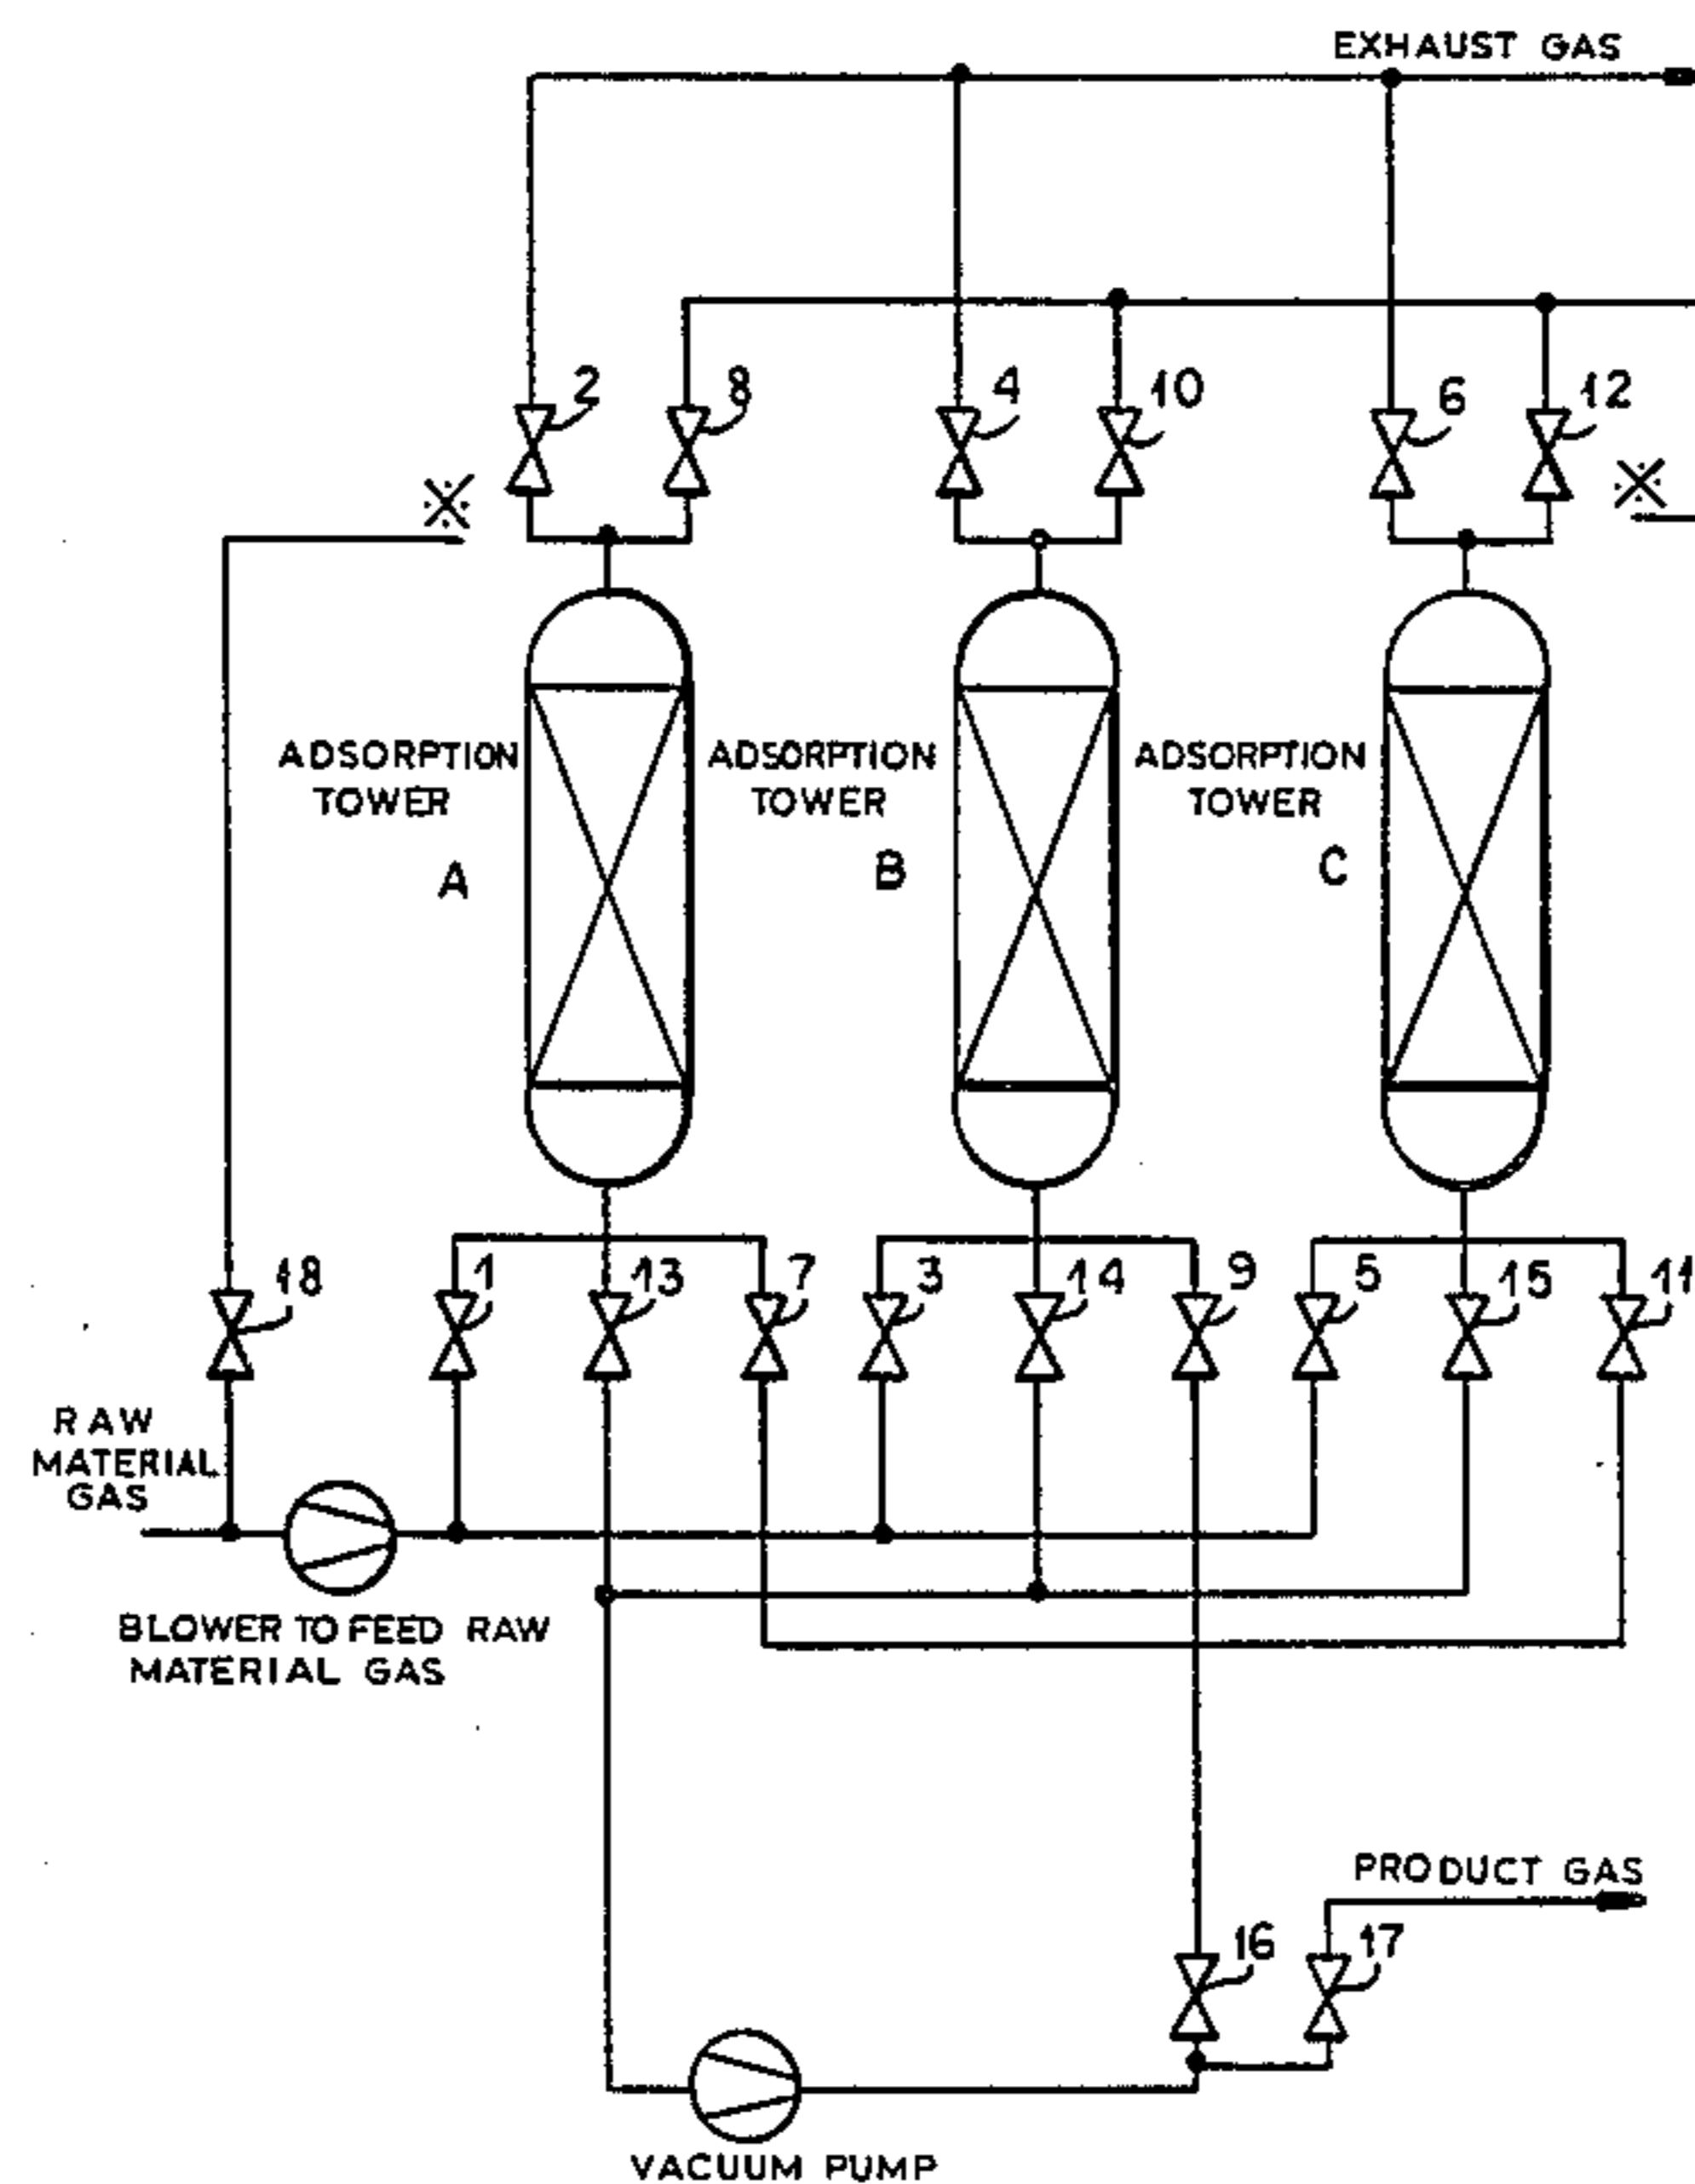 EXHAUST GAS
2
8
4
10
6
12
※
※
ADSORPTION
TOWER
A
ADSORPTION
TOWER
B
ADSORPTION
TOWER
C
18
1
13
7
3
14
9
5
15
11
RAW
MATERIAL
GAS
BLOWER TO FEED RAW
MATERIAL GAS
PRODUCT GAS
16
17
VACUUM PUMP